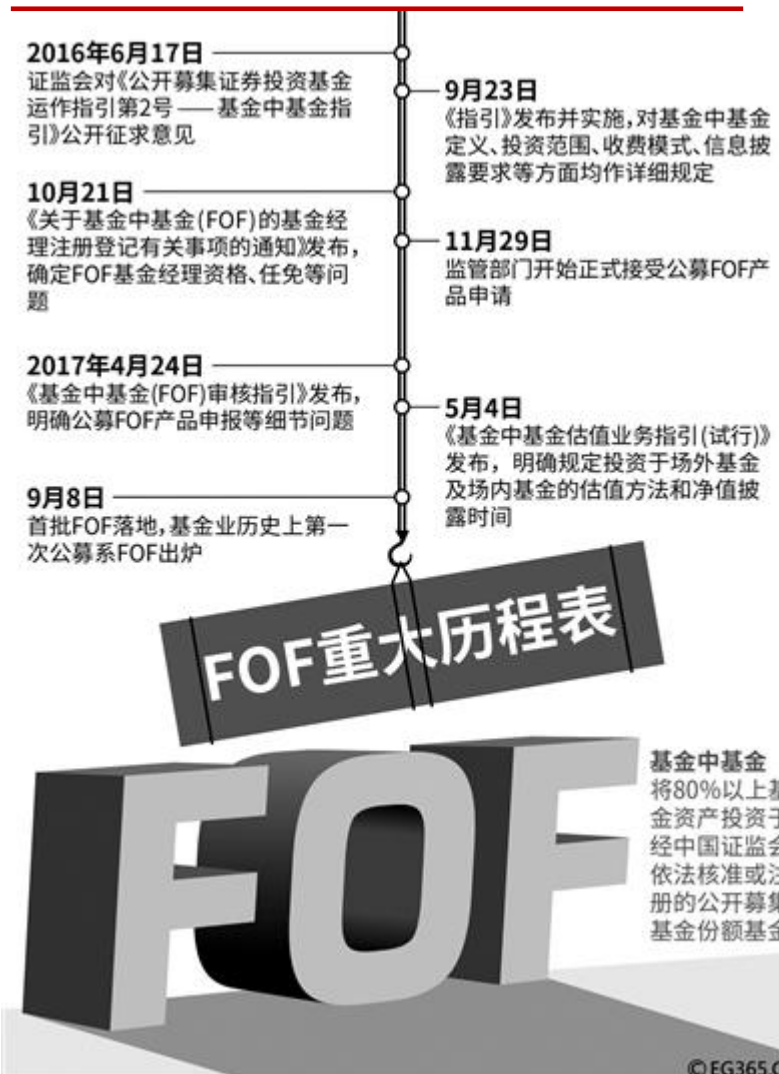 2016年6月17日
证监会对《公开募集证券投资基金
运作指引第2号——基金中基金指
引》公开征求意见
9月23日
《指引》发布并实施，对基金中基金
定义、投资范围、收费模式、信息披
露要求等方面均作详细规定
10月21日
《关于基金中基金(FOF)的基金经
理注册登记有关事项的通知》发布，
确定FOF基金经理资格、任免等问
题
11月29日
监管部门开始正式接受公募FOF产
品申请
2017年4月24日
《基金中基金(FOF)审核指引》发布，
明确公募FOF产品申报等细节问题
5月4日
《基金中基金估值业务指引(试行)》
发布，明确规定投资于场外基金
及场内基金的估值方法和净值披
露时间
9月8日
首批FOF落地，基金业历史上第一
次公募系FOF出炉
FOF重大历程表
FOF
基金中基金
将80%以上基
金资产投资于
经中国证监会
依法核准或注
册的公开募集
基金份额基金
©EG365.C